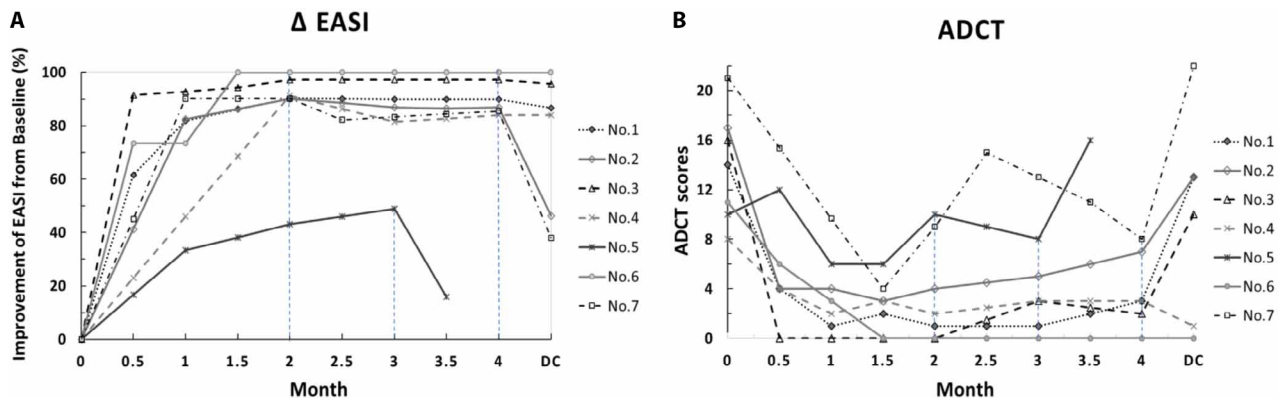 A
Δ EASI
Improvement of EASI from Baseline (%)
100
80
60
40
20
0
0 0.5 1 1.5 2 2.5 3 3.5 4 DC
Month
No.1
No.2
No.3
No.4
No.5
No.6
No.7
B
ADCT
ADCT scores
20
16
12
8
4
0
0 0.5 1 1.5 2 2.5 3 3.5 4 DC
Month
No.1
No.2
No.3
No.4
No.5
No.6
No.7